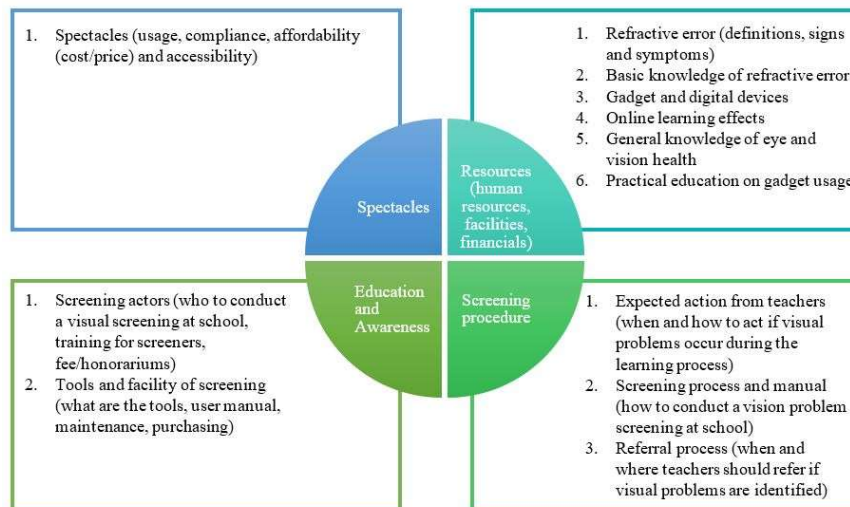 1. Spectacles (usage, compliance, affordability
(cost/price) and accessibility)
1. Refractive error (definitions, signs
and symptoms)
2. Basic knowledge of refractive error
3. Gadget and digital devices
4. Online learning effects
5. General knowledge of eye and
vision health
6. Practical education on gadget usage
Spectacles
Resources
(human
resources,
facilities,
financials)
Education
and
Awareness
Screening
procedure
1. Screening actors (who to conduct
a visual screening at school,
training for screeners,
fee/honorariums)
2. Tools and facility of screening
(what are the tools, user manual,
maintenance, purchasing)
1. Expected action from teachers
(when and how to act if visual
problems occur during the
learning process)
2. Screening process and manual
(how to conduct a vision problem
screening at school)
3. Referral process (when and
where teachers should refer if
visual problems are identified)